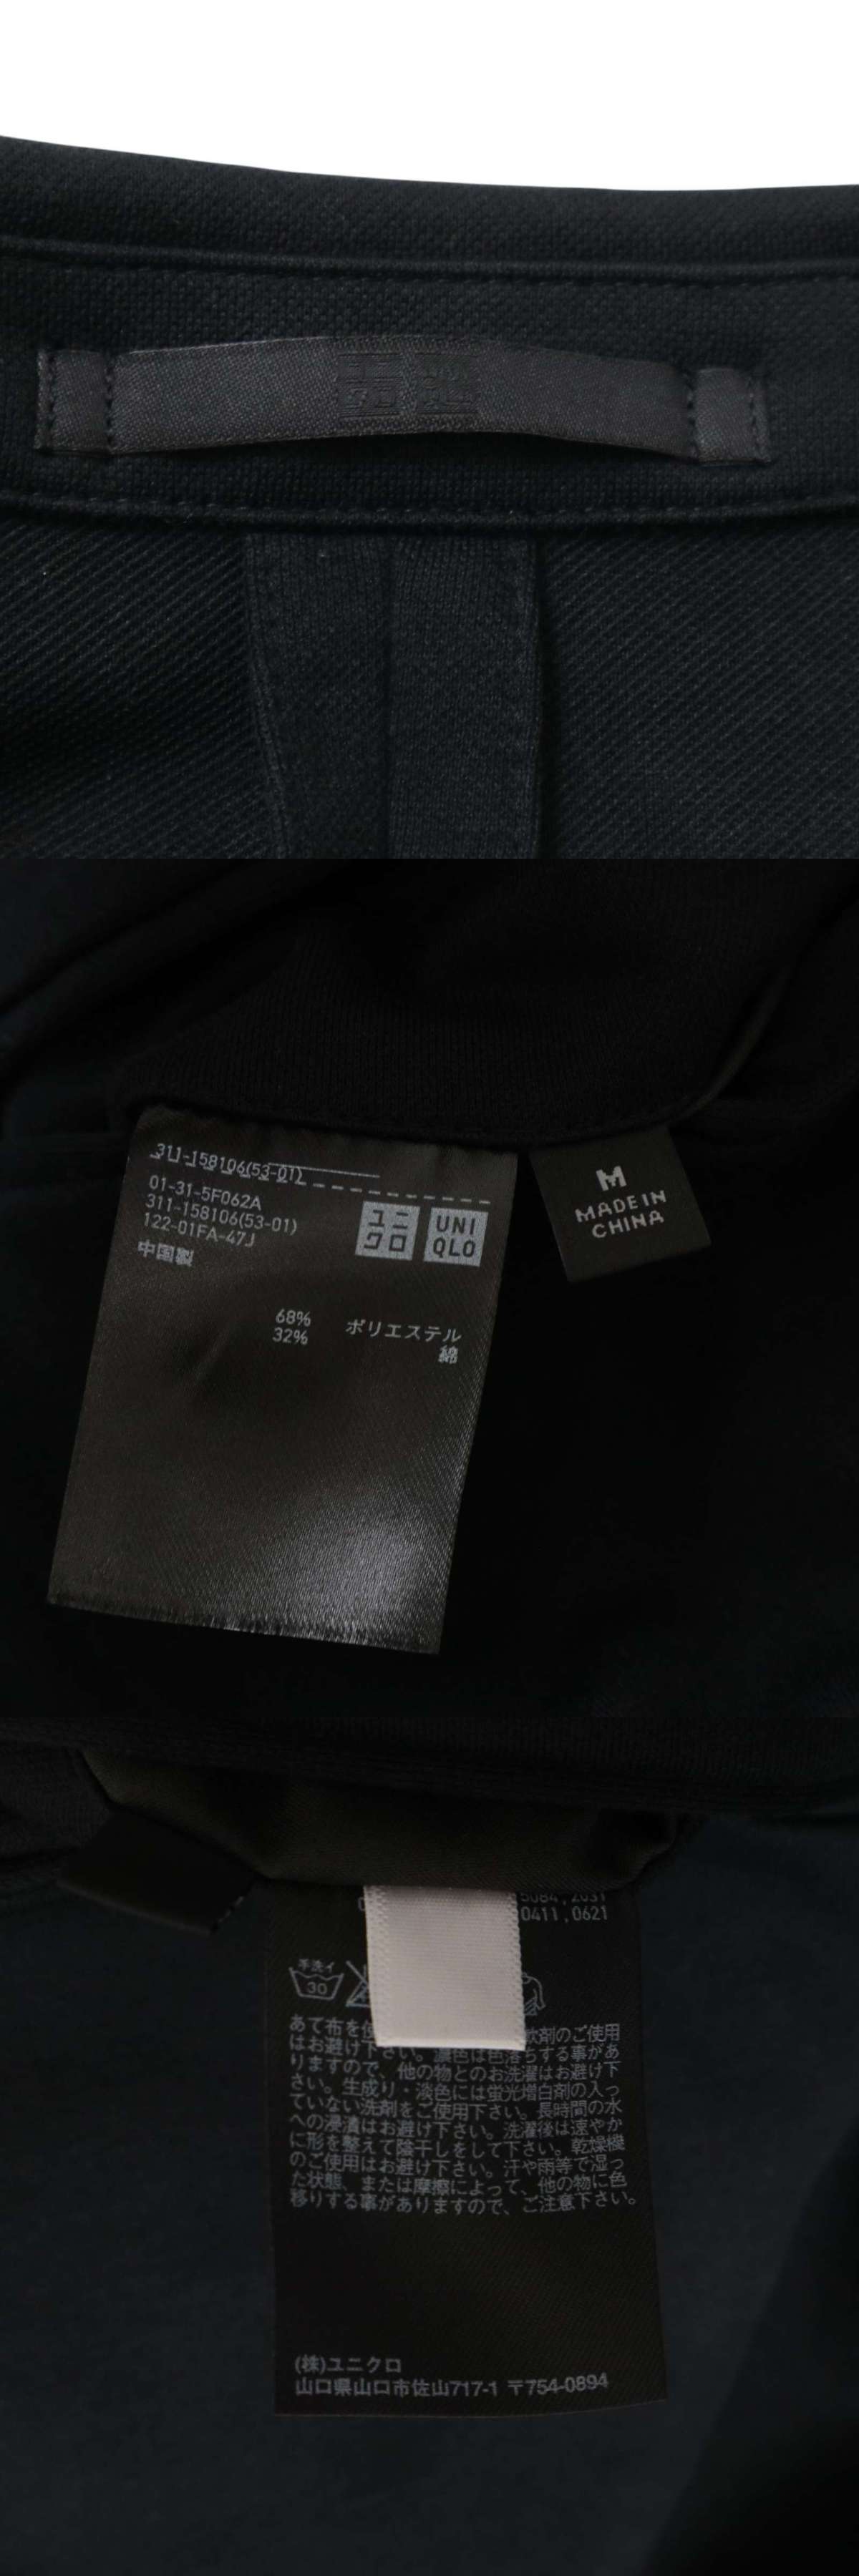 ユニクロ UNIQLO
311-158106(53-01)
01-31-5F062A
311-158106(53-01)
122-01FA-47J
中国製
ユニクロ
UNIQLO
68% ポリエステル
32% 綿
M
MADE IN
CHINA
5084,2031
0411,0621
手洗イ
30
あて布を 剤のご使用
はお避け下さい。濃色は色落ちする事があ
りますので、他の物とのお洗濯はお避け下
さい。生成り・淡色には蛍光増白剤の入っ
ていない洗剤をご使用下さい。長時間の水
への浸漬はお避け下さい。洗濯後は速やか
に形を整えて陰干しをして下さい。乾燥機
のご使用はお避け下さい。汗や雨等で湿っ
た状態、または摩擦によって、他の物に色
移りする事がありますので、ご注意下さい。
(株)ユニクロ
山口県山口市佐山717-1 〒754-0894